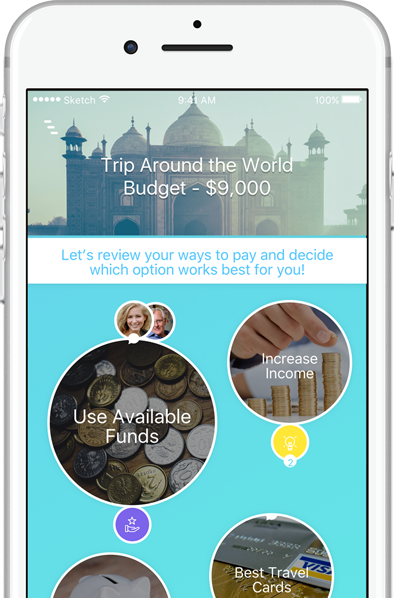 Sketch 9:41 AM 100%
Trip Around the World
Budget - $9,000
Let's review your ways to pay and decide
which option works best for you!
Increase
Income
Use Available
Funds
2
Best Travel
Cards
VISA